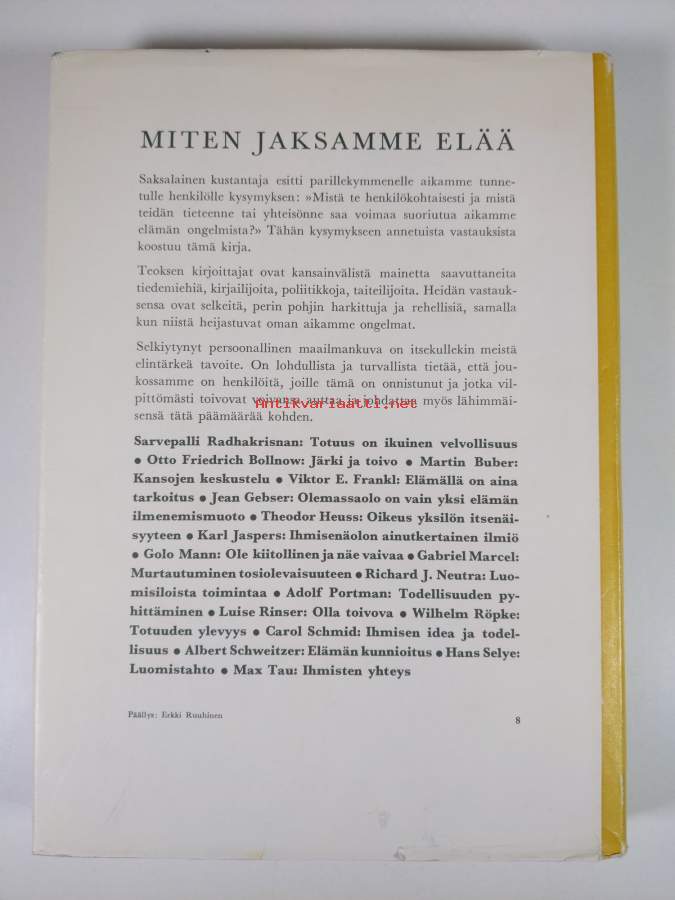 MITEN JAKSAMME ELÄÄ
Saksalainen kustantaja esitti parillekymmenelle aikamme tunne-
tulle henkilölle kysymyksen: »Mistä te henkilökohtaisesti ja mistä
teidän tieteenne tai yhteisönne saa voimaa suoriutua aikamme
elämän ongelmista?» Tähän kysymykseen annetuista vastauksista
koostuu tämä kirja.
Teoksen kirjoittajat ovat kansainvälistä mainetta saavuttaneita
tiedemiehiä, kirjailijoita, poliitikkoja, taiteilijoita. Heidän vastauk-
sensa ovat selkeitä, perin pohjin harkittuja ja rehellisiä, samalla
kun niistä heijastuvat oman aikamme ongelmat.
Selkiytynyt persoonallinen maailmankuva on itsekullekin meistä
elintärkeä tavoite. On lohdullista ja turvallista tietää, että jou-
kossamme on henkilöitä, joille tämä on onnistunut ja jotka vil-
pittömästi toivovat voivansa auttaa ja johdattaa myös lähimmäi-
Antikvariaatti.net
sensä tätä päämäärää kohden.
Sarvepalli Radhakrisnan: Totuus on ikuinen velvollisuus
● Otto Friedrich Bollnow: Järki ja toivo ● Martin Buber:
Kansojen keskustelu ● Viktor E. Frankl: Elämällä on aina
tarkoitus ● Jean Gebser: Olemassaolo on vain yksi elämän
ilmenemismuoto ● Theodor Heuss: Oikeus yksilön itsenäi-
syyteen ● Karl Jaspers: Ihmisenäolon ainutkertainen ilmiö
● Golo Mann: Ole kiitollinen ja näe vaivaa ● Gabriel Marcel:
Murtautuminen tosiolevaisuuteen ● Richard J. Neutra: Luo-
misiloista toimintaa ● Adolf Portman: Todellisuuden py-
hittäminen ● Luise Rinser: Olla toivova ● Wilhelm Röpke:
Totuuden ylevyys ● Carol Schmid: Ihmisen idea ja todel-
lisuus ● Albert Schweitzer: Elämän kunnioitus ● Hans Selye:
Luomistahto ● Max Tau: Ihmisten yhteys
Päällys: Erkki Ruuhinen
8